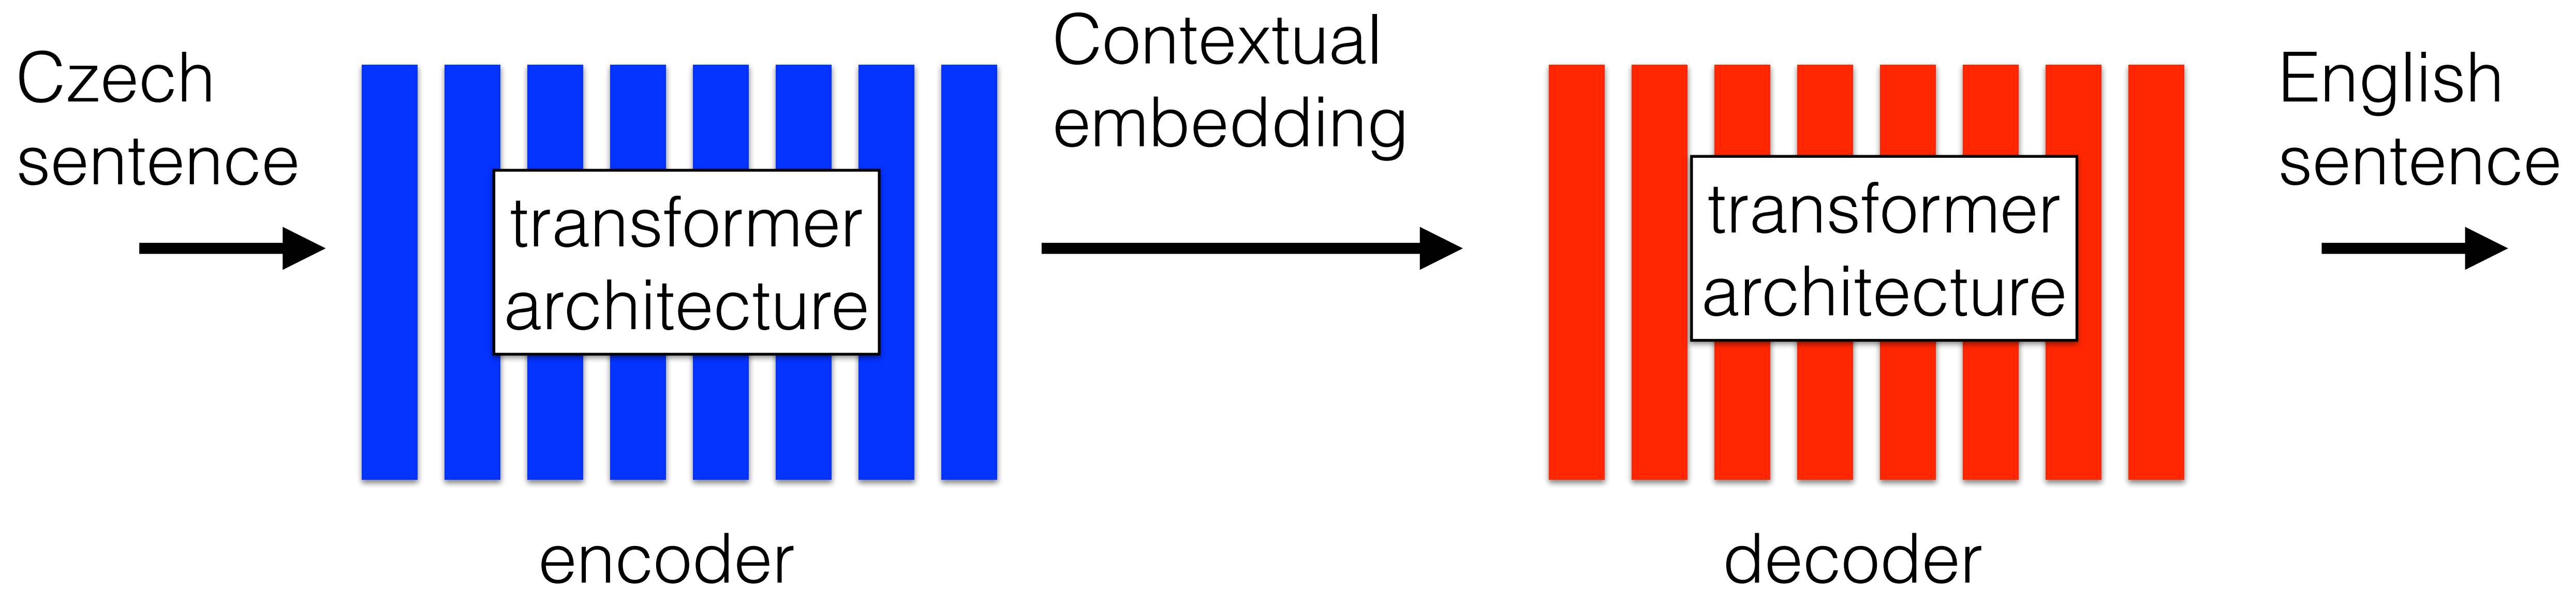 Czech
sentence
transformer
architecture
encoder
Contextual
embedding
transformer
architecture
decoder
English
sentence